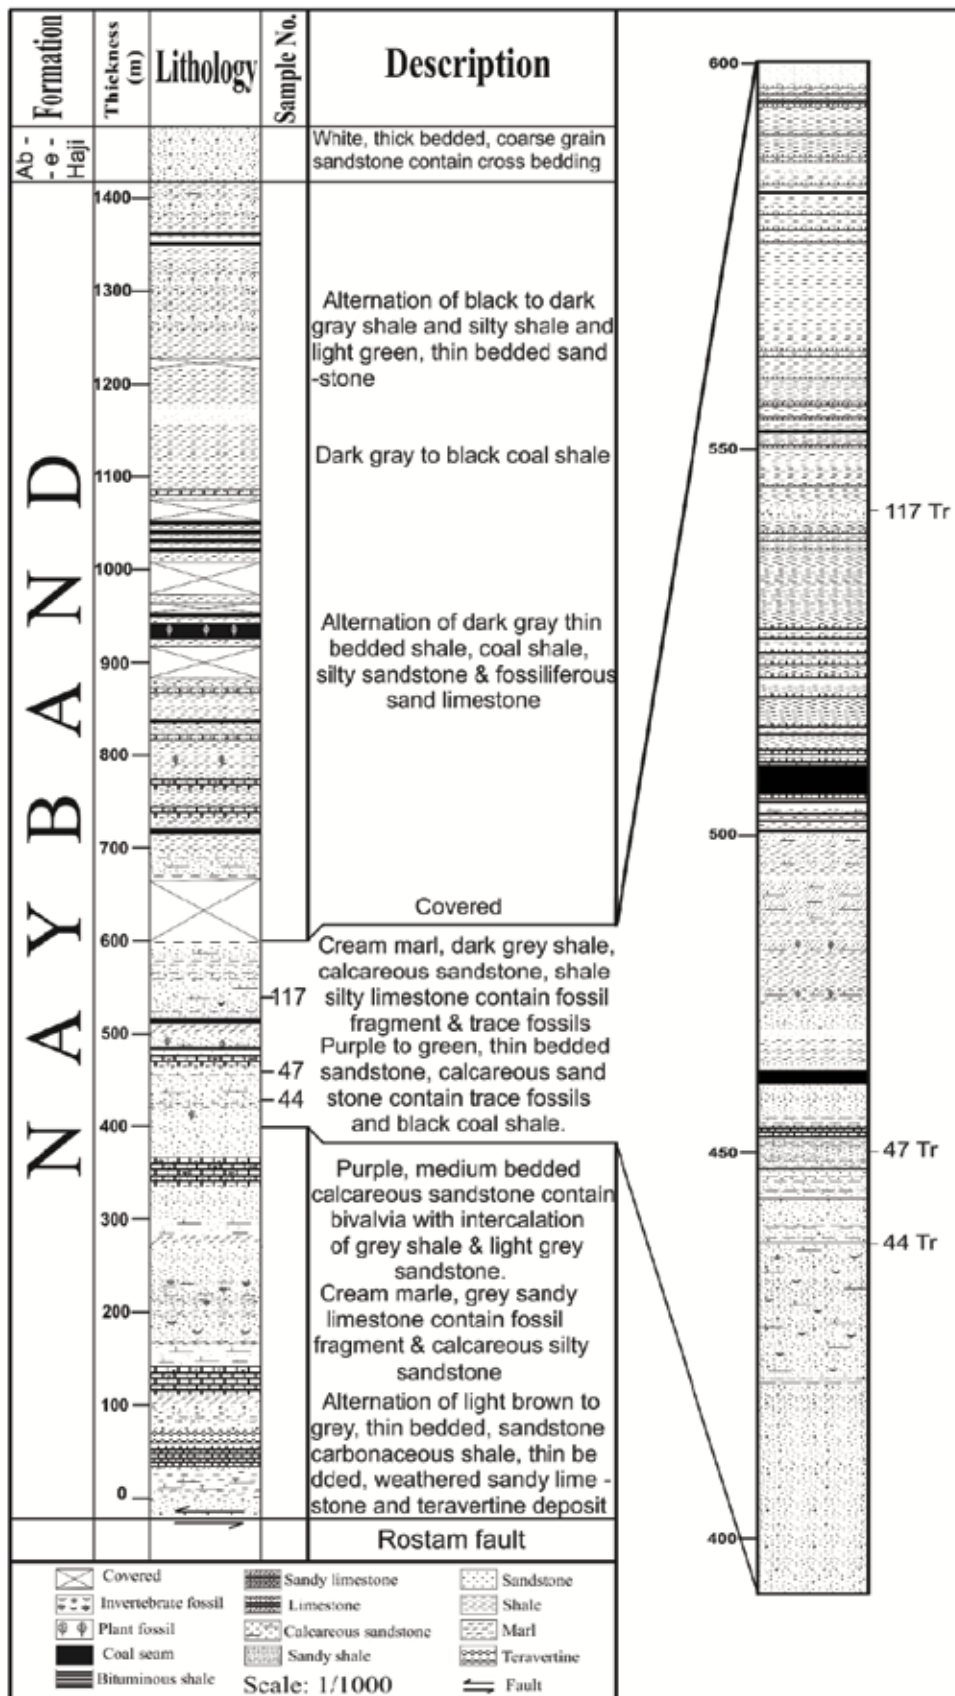 Formation
Thickness (m)
Lithology
Sample No.
Description
Ab - - e - Haji
White, thick bedded, coarse grain
sandstone contain cross bedding
NAYBAND
1400
1300
1200
1100
1000
900
800
700
600
500
400
300
200
100
0
117
47
44
Alternation of black to dark
gray shale and silty shale and
light green, thin bedded sand
-stone
Dark gray to black coal shale
Alternation of dark gray thin
bedded shale, coal shale,
silty sandstone & fossiliferous
sand limestone
Covered
Cream marl, dark grey shale,
calcareous sandstone, shale
silty limestone contain fossil
fragment & trace fossils
Purple to green, thin bedded
sandstone, calcareous sand
stone contain trace fossils
and black coal shale.
Purple, medium bedded
calcareous sandstone contain
bivalvia with intercalation
of grey shale & light grey
sandstone.
Cream marle, grey sandy
limestone contain fossil
fragment & calcareous silty
sandstone
Alternation of light brown to
grey, thin bedded, sandstone
carbonaceous shale, thin be
dded, weathered sandy lime -
stone and teravertine deposit
Rostam fault
600
550
117 Tr
500
450
47 Tr
44 Tr
400
Covered
Invertebrate fossil
Plant fossil
Coal seam
Bituminous shale
Sandy limestone
Limestone
Calcareous sandstone
Sandy shale
Scale: 1/1000
Sandstone
Shale
Marl
Teravertine
Fault